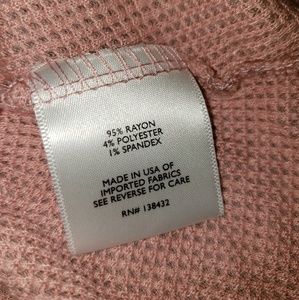 95% RAYON
4% POLYESTER
1% SPANDEX
MADE IN USA OF
IMPORTED FABRICS
SEE REVERSE FOR CARE
RN# 138432